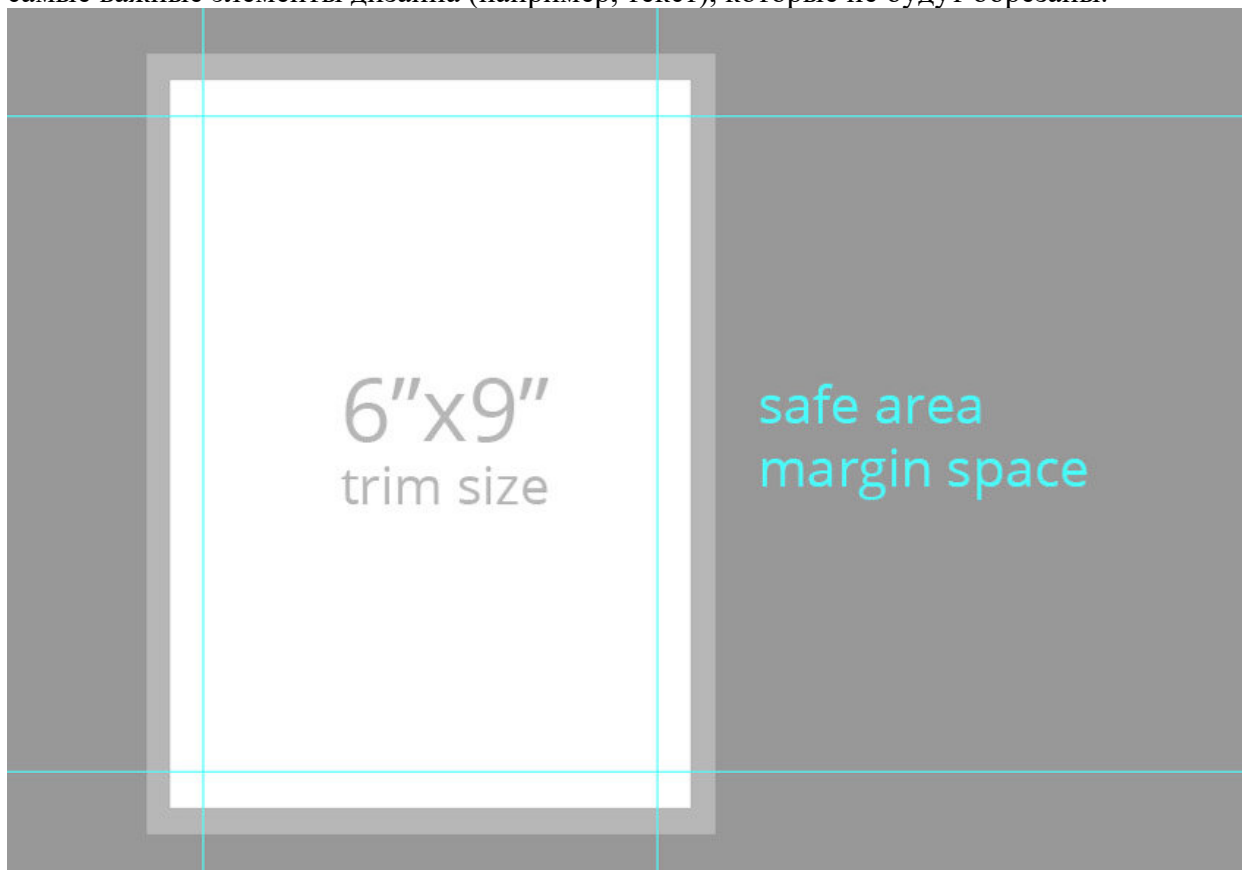 самые важные элементы дизайна (например, текст), которые не будут обрезаны.
6”x9”
trim size
safe area
margin space